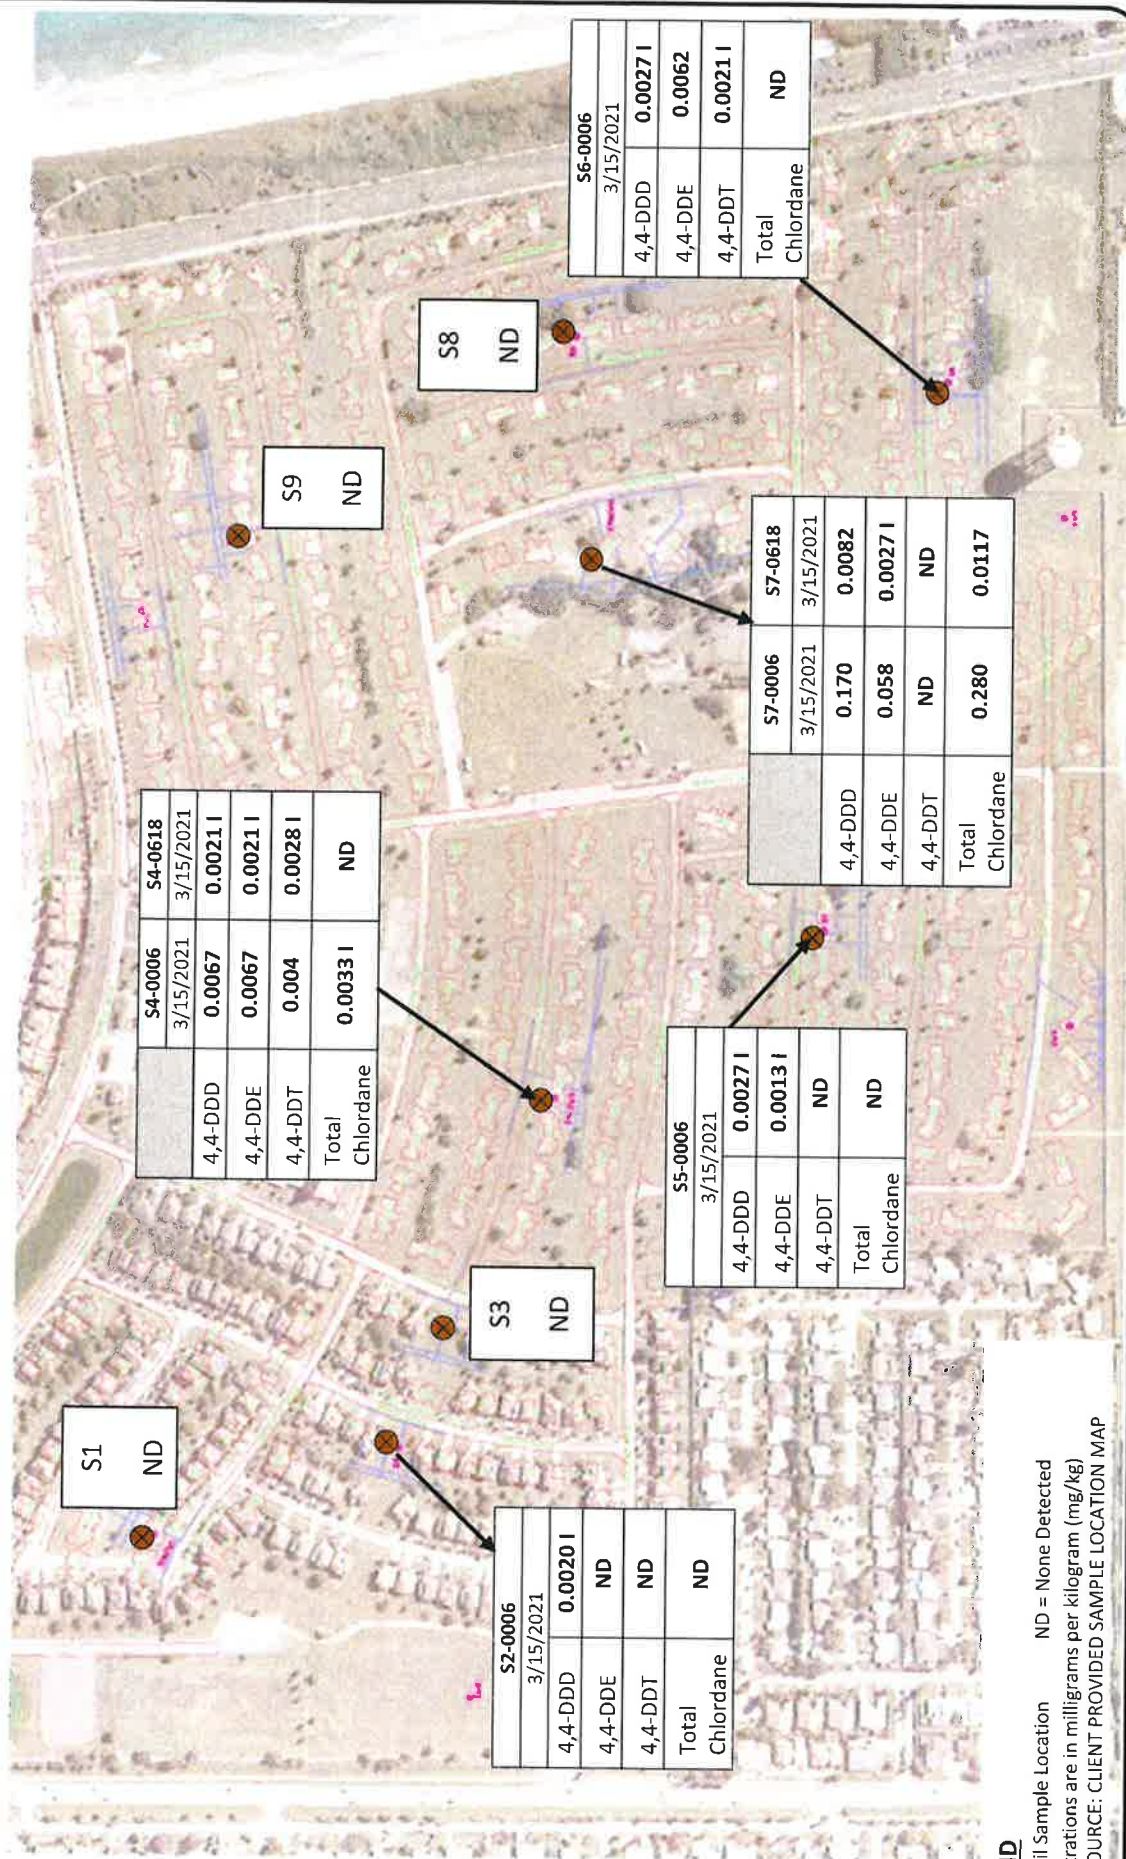 S1
ND
S2-0006
3/15/2021
4,4-DDD 0.0020 I
4,4-DDE ND
4,4-DDT ND
Total Chlordane ND
S3
ND
S4-0006 S4-0618
3/15/2021 3/15/2021
4,4-DDD 0.0067 0.0021 I
4,4-DDE 0.0067 0.0021 I
4,4-DDT 0.004 0.0028 I
Total Chlordane 0.0033 I ND
S5-0006
3/15/2021
4,4-DDD 0.0027 I
4,4-DDE 0.0013 I
4,4-DDT ND
Total Chlordane ND
S9
ND
S8
ND
S7-0006 S7-0618
3/15/2021 3/15/2021
4,4-DDD 0.170 0.0082
4,4-DDE 0.058 0.0027 I
4,4-DDT ND ND
Total Chlordane 0.280 0.0117
S6-0006
3/15/2021
4,4-DDD 0.0027 I
4,4-DDE 0.0062
4,4-DDT 0.0021 I
Total Chlordane ND
ND
il Sample Location ND = None Detected
trations are in milligrams per kilogram (mg/kg)
OURCE: CLIENT PROVIDED SAMPLE LOCATION MAP